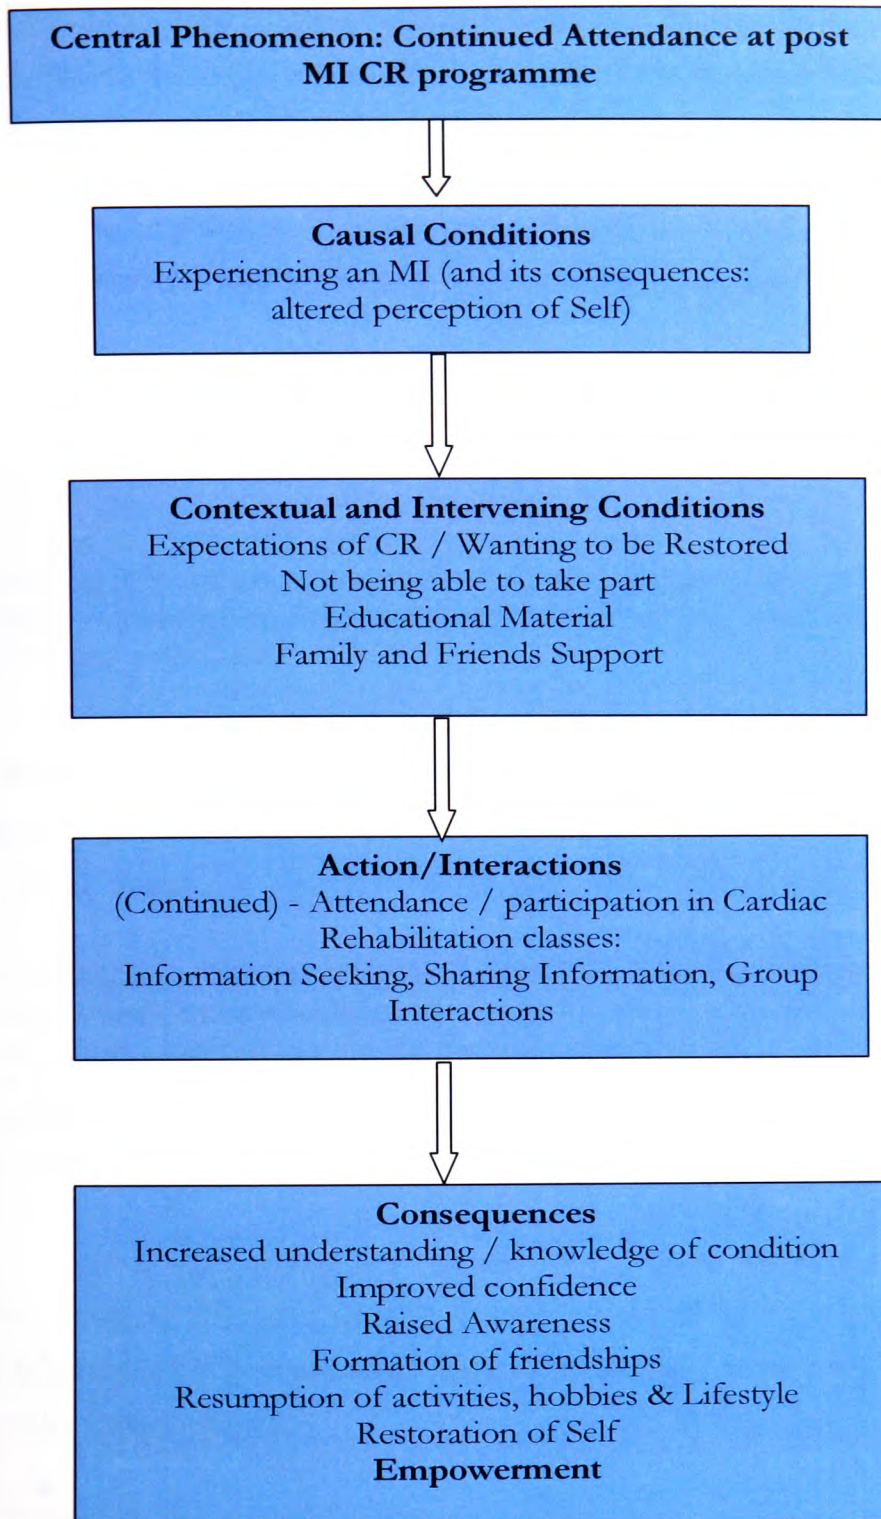 Central Phenomenon: Continued Attendance at post
MI CR programme
Causal Conditions
Experiencing an MI (and its consequences:
altered perception of Self)
Contextual and Intervening Conditions
Expectations of CR / Wanting to be Restored
Not being able to take part
Educational Material
Family and Friends Support
Action/Interactions
(Continued) - Attendance / participation in Cardiac
Rehabilitation classes:
Information Seeking, Sharing Information, Group
Interactions
Consequences
Increased understanding / knowledge of condition
Improved confidence
Raised Awareness
Formation of friendships
Resumption of activities, hobbies & Lifestyle
Restoration of Self
Empowerment